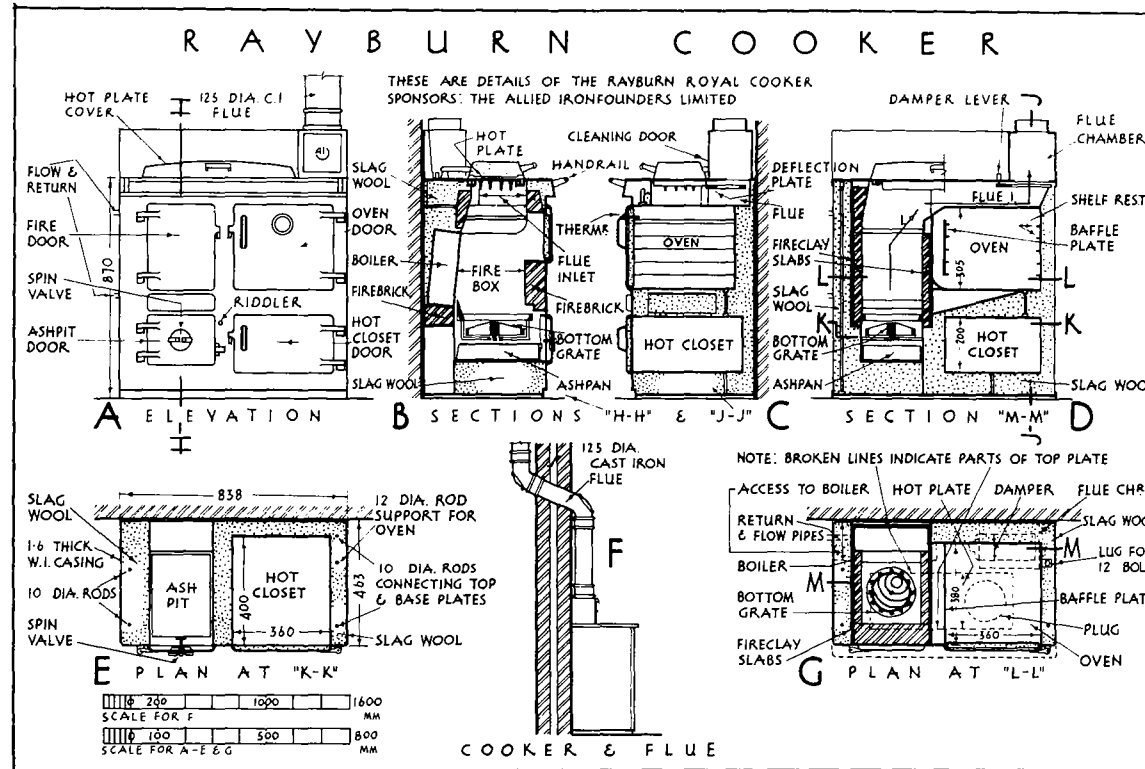 RAYBURN COOKER
THESE ARE DETAILS OF THE RAYBURN ROYAL COOKER
SPONSORS: THE ALLIED IRONFOUNDERS LIMITED
HOT PLATE
COVER
125 DIA. C.I
FLUE
A1
FLOW &
RETURN
FIRE
DOOR
870
SPIN
VALVE
ASHPIT
DOOR
RIDDLER
OVEN
DOOR
HOT
CLOSET
DOOR
H
H
A ELEVATION
SLAG
WOOL
HOT
PLATE
CLEANING DOOR
HANDRAIL
BOILER
FIRE
BOX
FLUE
INLET
FIREBRICK
FIREBRICK
BOTTOM
GRATE
ASHPAN
SLAG WOOL
THERMR
DEFLECTION
PLATE
FLUE
OVEN
HOT CLOSET
B SECTIONS "H-H" & "J-J" C
DAMPER LEVER
J
FLUE
CHAMBER
FLUE
SHELF REST
BAFFLE
PLATE
OVEN
305
FIRECLAY
SLABS
L
L
SLAG
WOOL
K
K
BOTTOM
GRATE
200
HOT
CLOSET
ASHPAN
SLAG WOO
J
SECTION "M-M" D
838
SLAG
WOOL
1·6 THICK
W.I. CASING
10 DIA. RODS
SPIN
VALVE
ASH
PIT
HOT
CLOSET
400
360
463
12 DIA. ROD
SUPPORT FOR
OVEN
10 DIA. RODS
CONNECTING TOP
& BASE PLATES
SLAG WOOL
E PLAN AT "K-K"
0 200 1000 1600
MM
SCALE FOR F
0 100 500 800
MM
SCALE FOR A-E & G
125 DIA.
CAST IRON
FLUE
F
COOKER & FLUE
NOTE: BROKEN LINES INDICATE PARTS OF TOP PLATE
ACCESS TO BOILER
HOT PLATE
DAMPER
FLUE CHR
RETURN
& FLOW PIPES
SLAG WOO
M
LUG FO
12 BOL
BOILER
M
BOTTOM
GRATE
380
BAFFLE PLAT
PLUG
FIRECLAY
SLABS
360
OVEN
G PLAN AT "L-L"